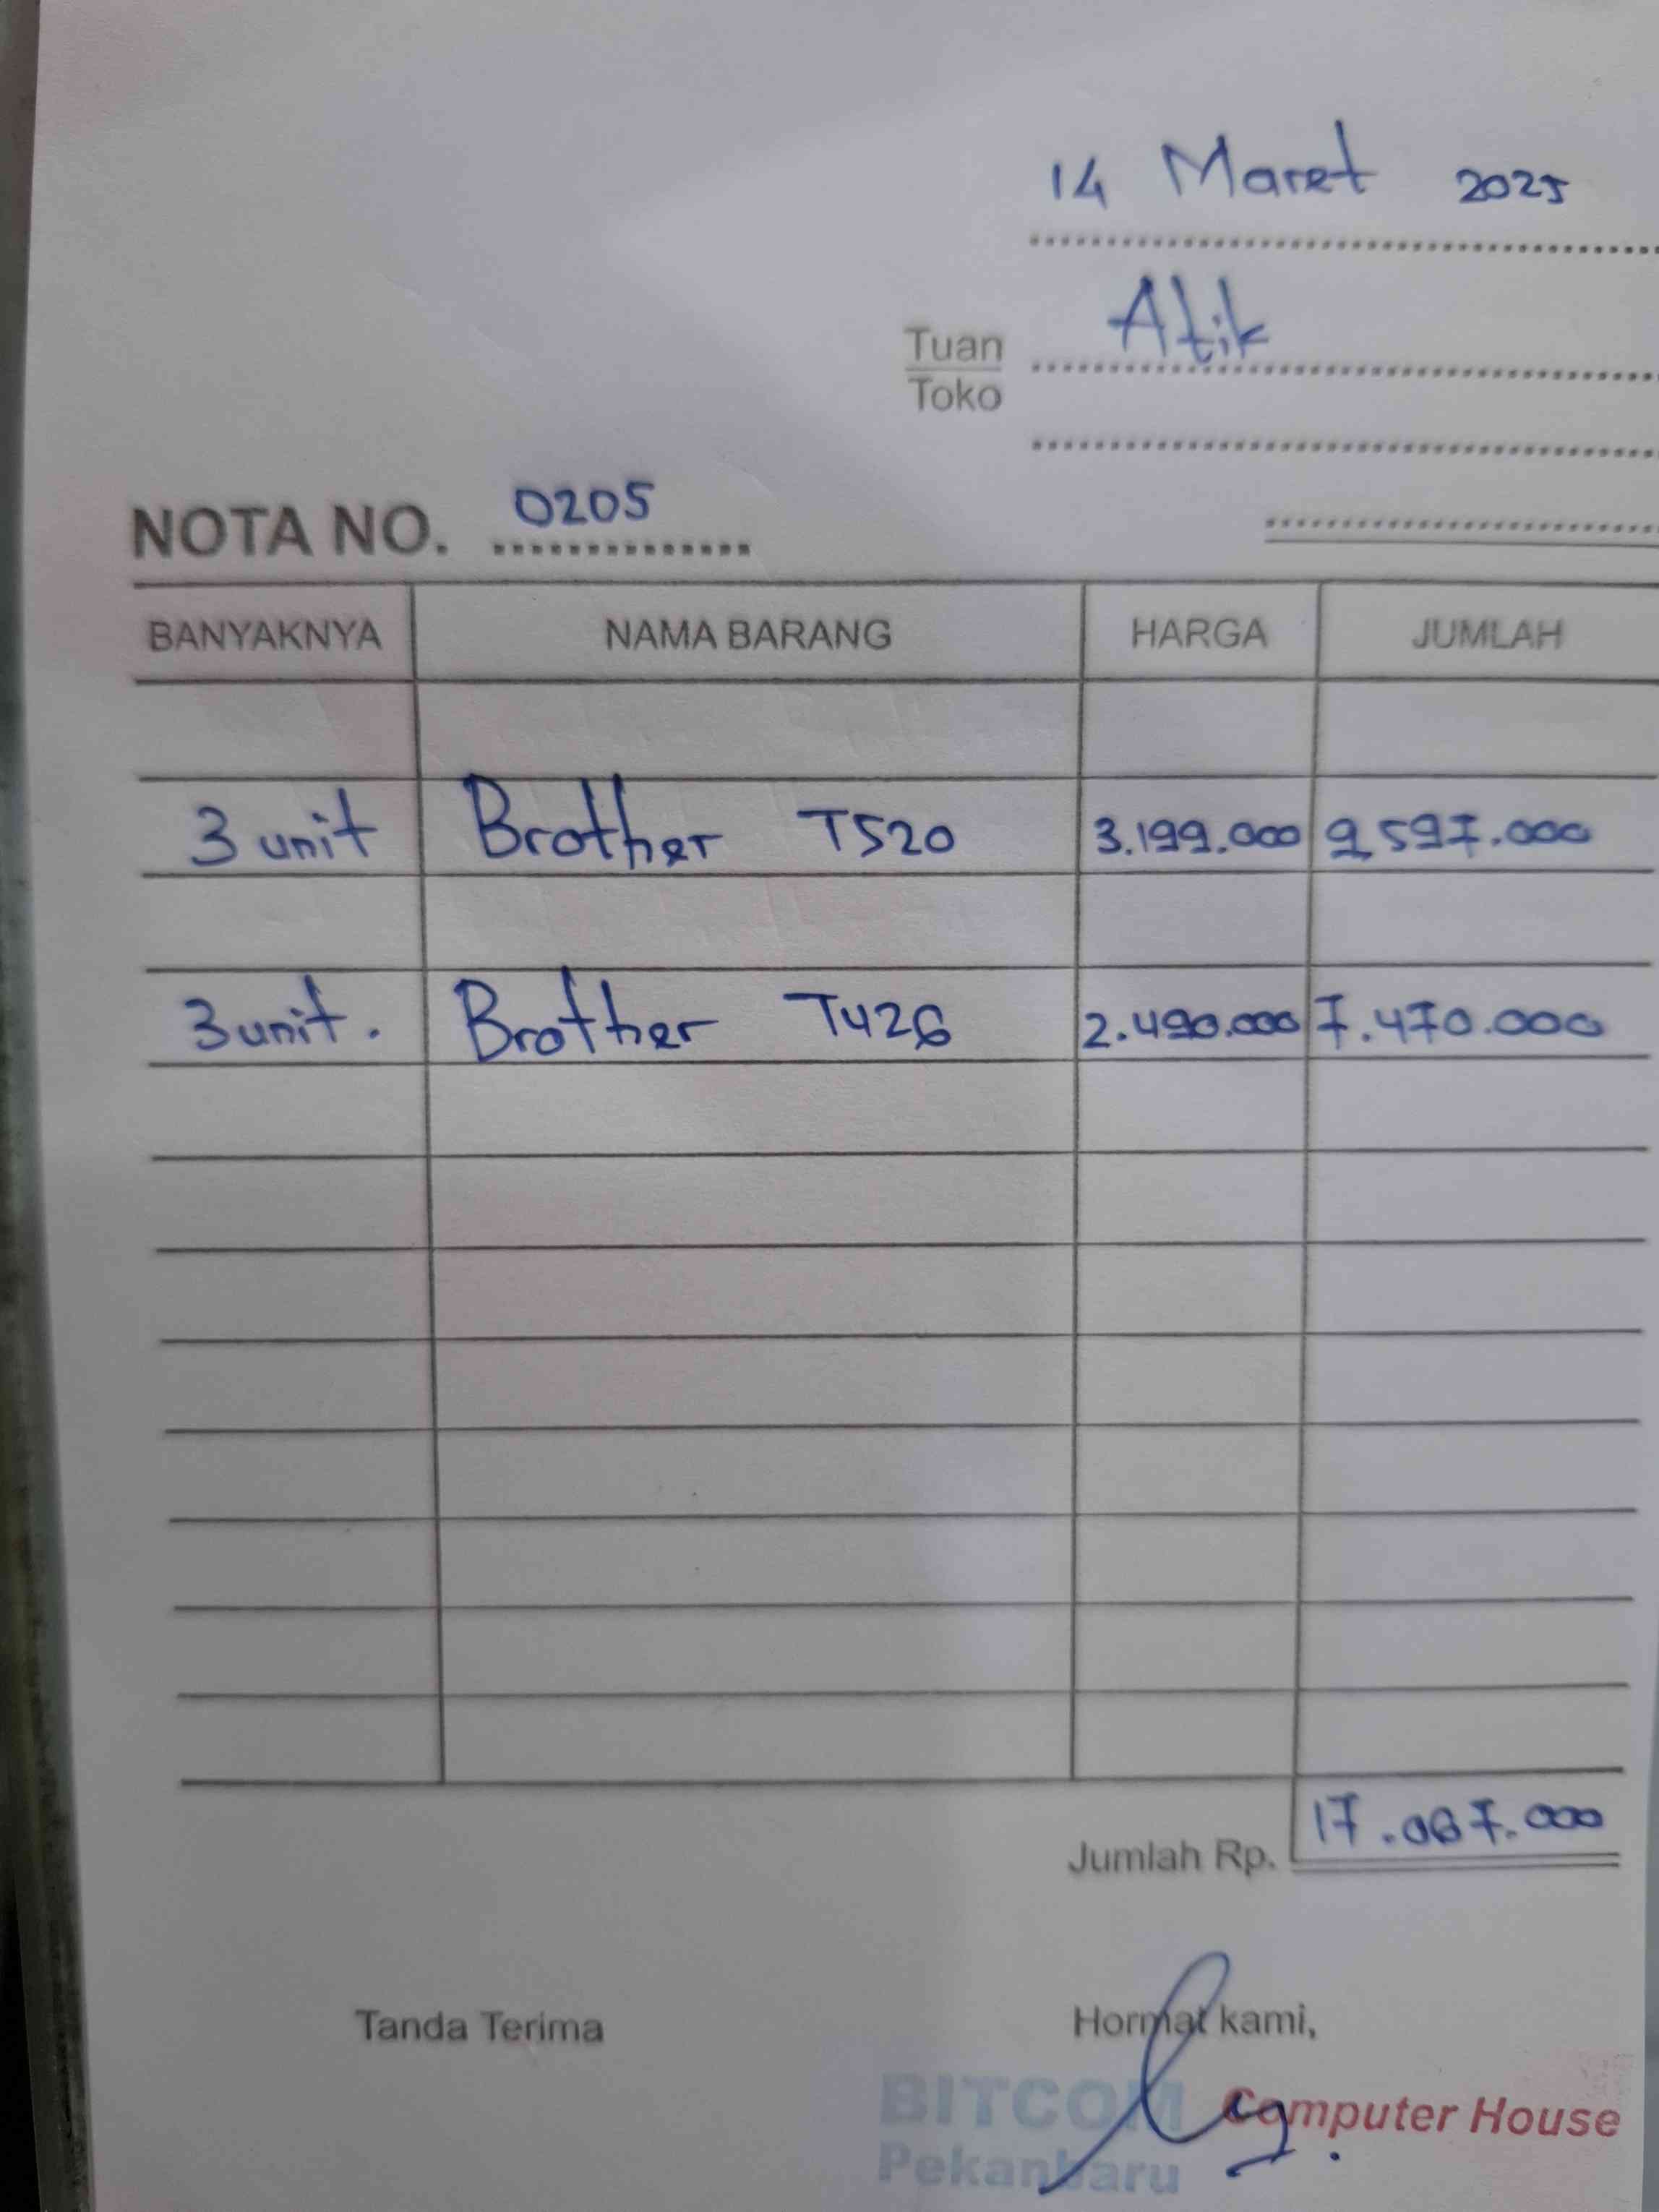 14 Maret 2025
Tuan Atik
Toko
NOTA NO. 0205
BANYAKNYA NAMA BARANG HARGA JUMLAH
3 unit Brother T520 3.199.000 9 597.000
3 unit. Brother T426 2.490.000 7.470.000
Jumlah Rp. 17.067.000
Tanda Terima Hormat kami,
BITCOM Computer House
Pekanbaru